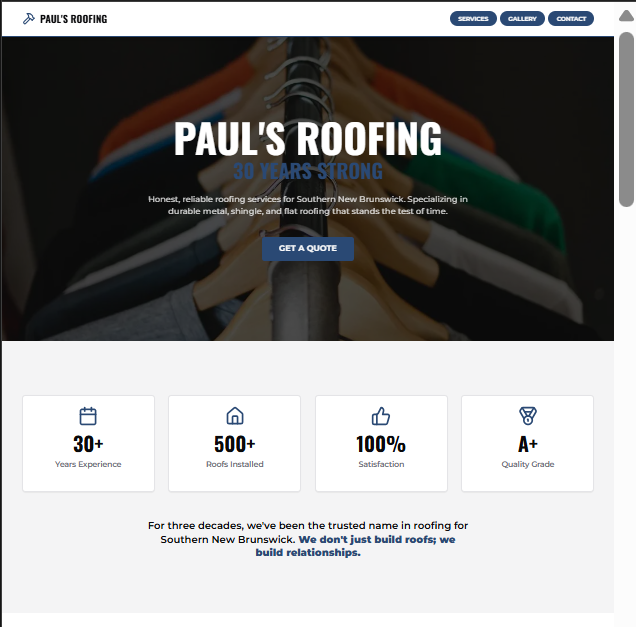 PAUL'S ROOFING
SERVICES
GALLERY
CONTACT
PAUL'S ROOFING
30 YEARS STRONG
Honest, reliable roofing services for Southern New Brunswick. Specializing in
durable metal, shingle, and flat roofing that stands the test of time.
GET A QUOTE
30+
Years Experience
500+
Roofs Installed
100%
Satisfaction
A+
Quality Grade
For three decades, we've been the trusted name in roofing for
Southern New Brunswick. We don't just build roofs; we
build relationships.